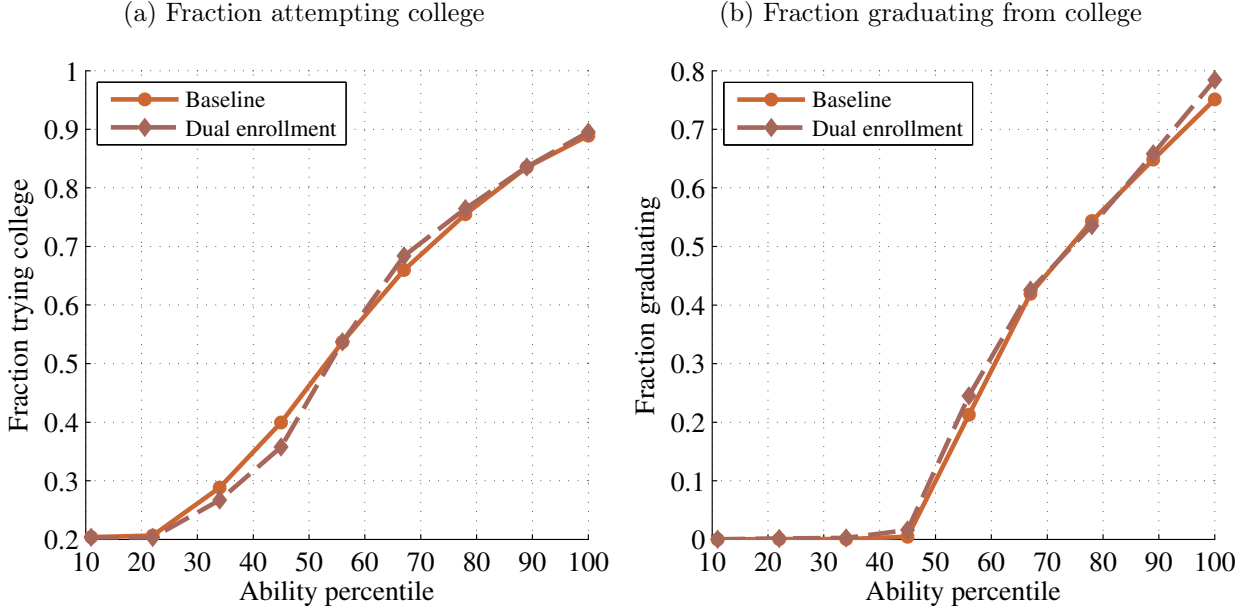 (a) Fraction attempting college
1
0.9
0.8
0.7
0.6
0.5
0.4
0.3
0.2
Fraction trying college
Baseline
Dual enrollment
10 20 30 40 50 60 70 80 90 100
Ability percentile
(b) Fraction graduating from college
0.8
0.7
0.6
0.5
0.4
0.3
0.2
0.1
0
Fraction graduating
Baseline
Dual enrollment
10 20 30 40 50 60 70 80 90 100
Ability percentile